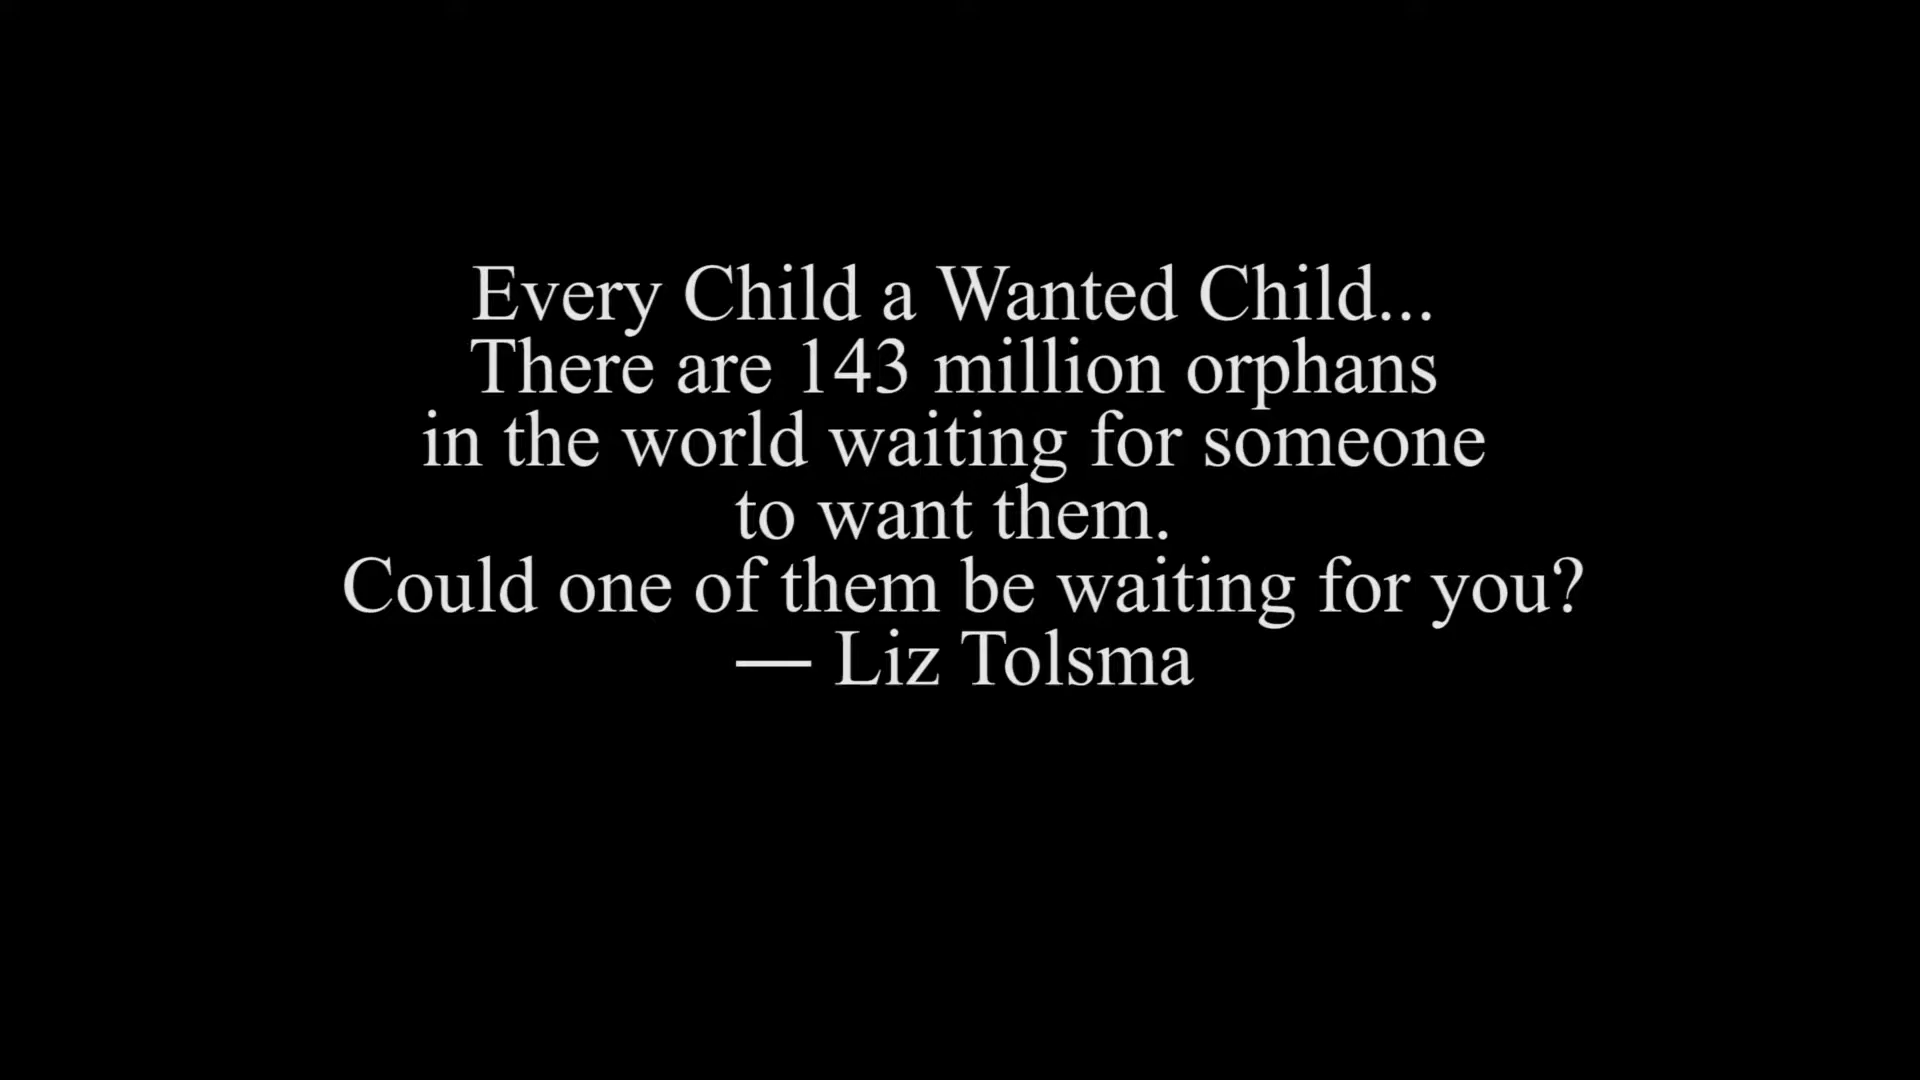 Every Child a Wanted Child...
There are 143 million orphans
in the world waiting for someone
to want them.
Could one of them be waiting for you?
— Liz Tolsma